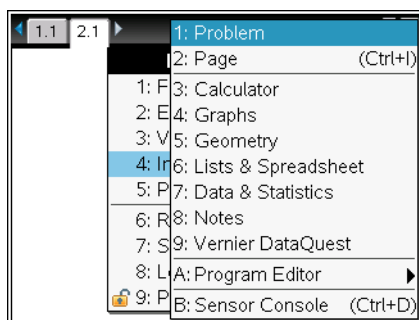 1.1 2.1
1: Problem
2: Page (Ctrl+I)
3: Calculator
4: Graphs
5: Geometry
6: Lists & Spreadsheet
7: Data & Statistics
8: Notes
9: Vernier DataQuest
A: Program Editor
B: Sensor Console (Ctrl+D)
1: F
2: E
3: V
4: In
5: P
6: R
7: S
8: L
9: P